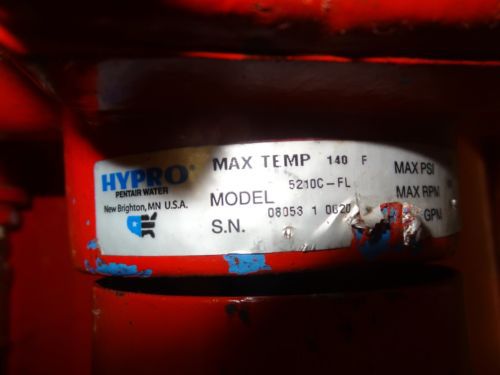 HYPRO
PENTAIR WATER
New Brighton, MN U.S.A.
MAX TEMP 140 F
MODEL 5210C-FL
S.N. 08053 1 0020
MAX PSI
MAX RPM
GPM